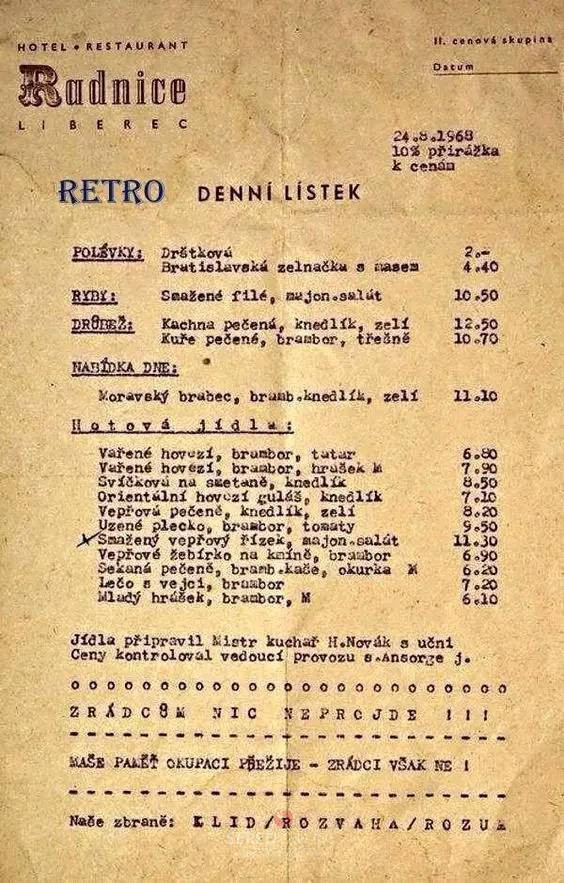 HOTEL • RESTAURANT
Radnice
LIBEREC
II. cenová skupina
Datum
24.8.1968
10% přirážka
k cenám
RETRO DENNÍ LÍSTEK
POLÉVKY: Drštková 2.-
Bratislavská zelnačka s masem 4.40
RYBY: Smažené filé, majon.salát 10.50
DRŮBEŽ: Kachna pečená, knedlík, zelí 12.50
Kuře pečené, brambor, třešně 10.70
NABÍDKA DNE:
Moravský brabec, bramb.knedlík, zelí 11.10
Hotová jídla:
Vařené hovězí, brambor, tatar 6.80
Vařené hovězí, brambor, hrášek M 7.90
Svíčková na smetaně, knedlík 8.50
Orientální hovězí guláš, knedlík 7.10
Vepřová pečeně, knedlík, zelí 8.20
Uzené plecko, brambor, tomaty 9.50
x Smažený vepřový řízek, majon.salát 11.30
Vepřové žebírko na kmíně, brambor 6.90
Sekaná pečeně, bramb.kaše, okurka M 6.20
Lečo s vejci, brambor 7.20
Mladý hrášek, brambor, M 6.10
Jídla připravil Mistr kuchař H.Novák s učni
Ceny kontroloval vedoucí provozu s.Ansorge j.
o o o o o o o o o o o o o o o o o o o o o o o o
ZRÁDCŮM NIC NEPROJDE !!!
NAŠE PAMĚŤ OKUPACI PŘEŽIJE - ZRÁDCI VŠAK NE !
Naše zbraně: KLID/ROZVAHA/ROZUM